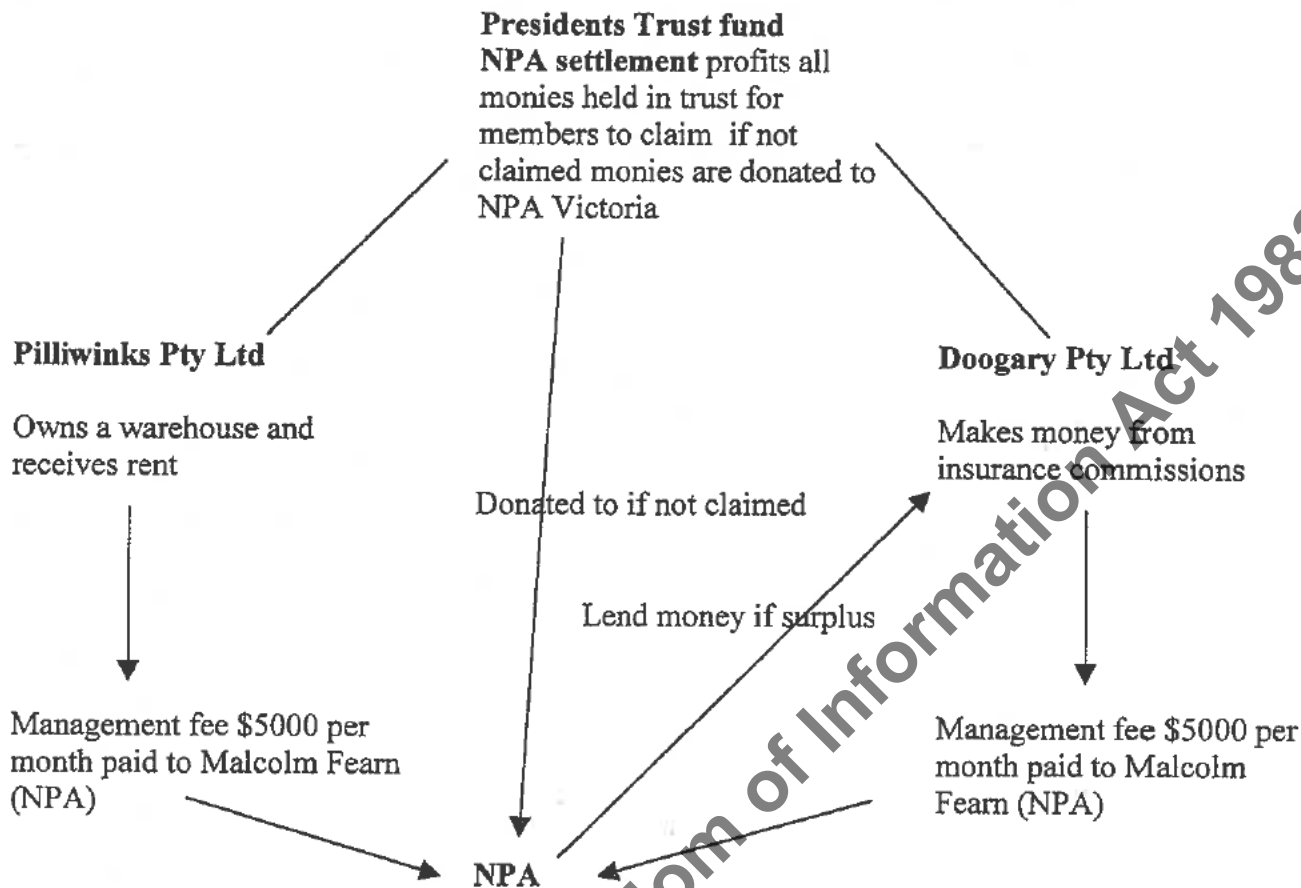 Presidents Trust fund
NPA settlement profits all
monies held in trust for
members to claim if not
claimed monies are donated to
NPA Victoria
Pilliwinks Pty Ltd
Owns a warehouse and
receives rent
Doogary Pty Ltd
Makes money from
insurance commissions
Donated to if not claimed
Lend money if surplus
Management fee $5000 per
month paid to Malcolm Fearn
(NPA)
Management fee $5000 per
month paid to Malcolm
Fearn (NPA)
NPA
dom of Information Act 198